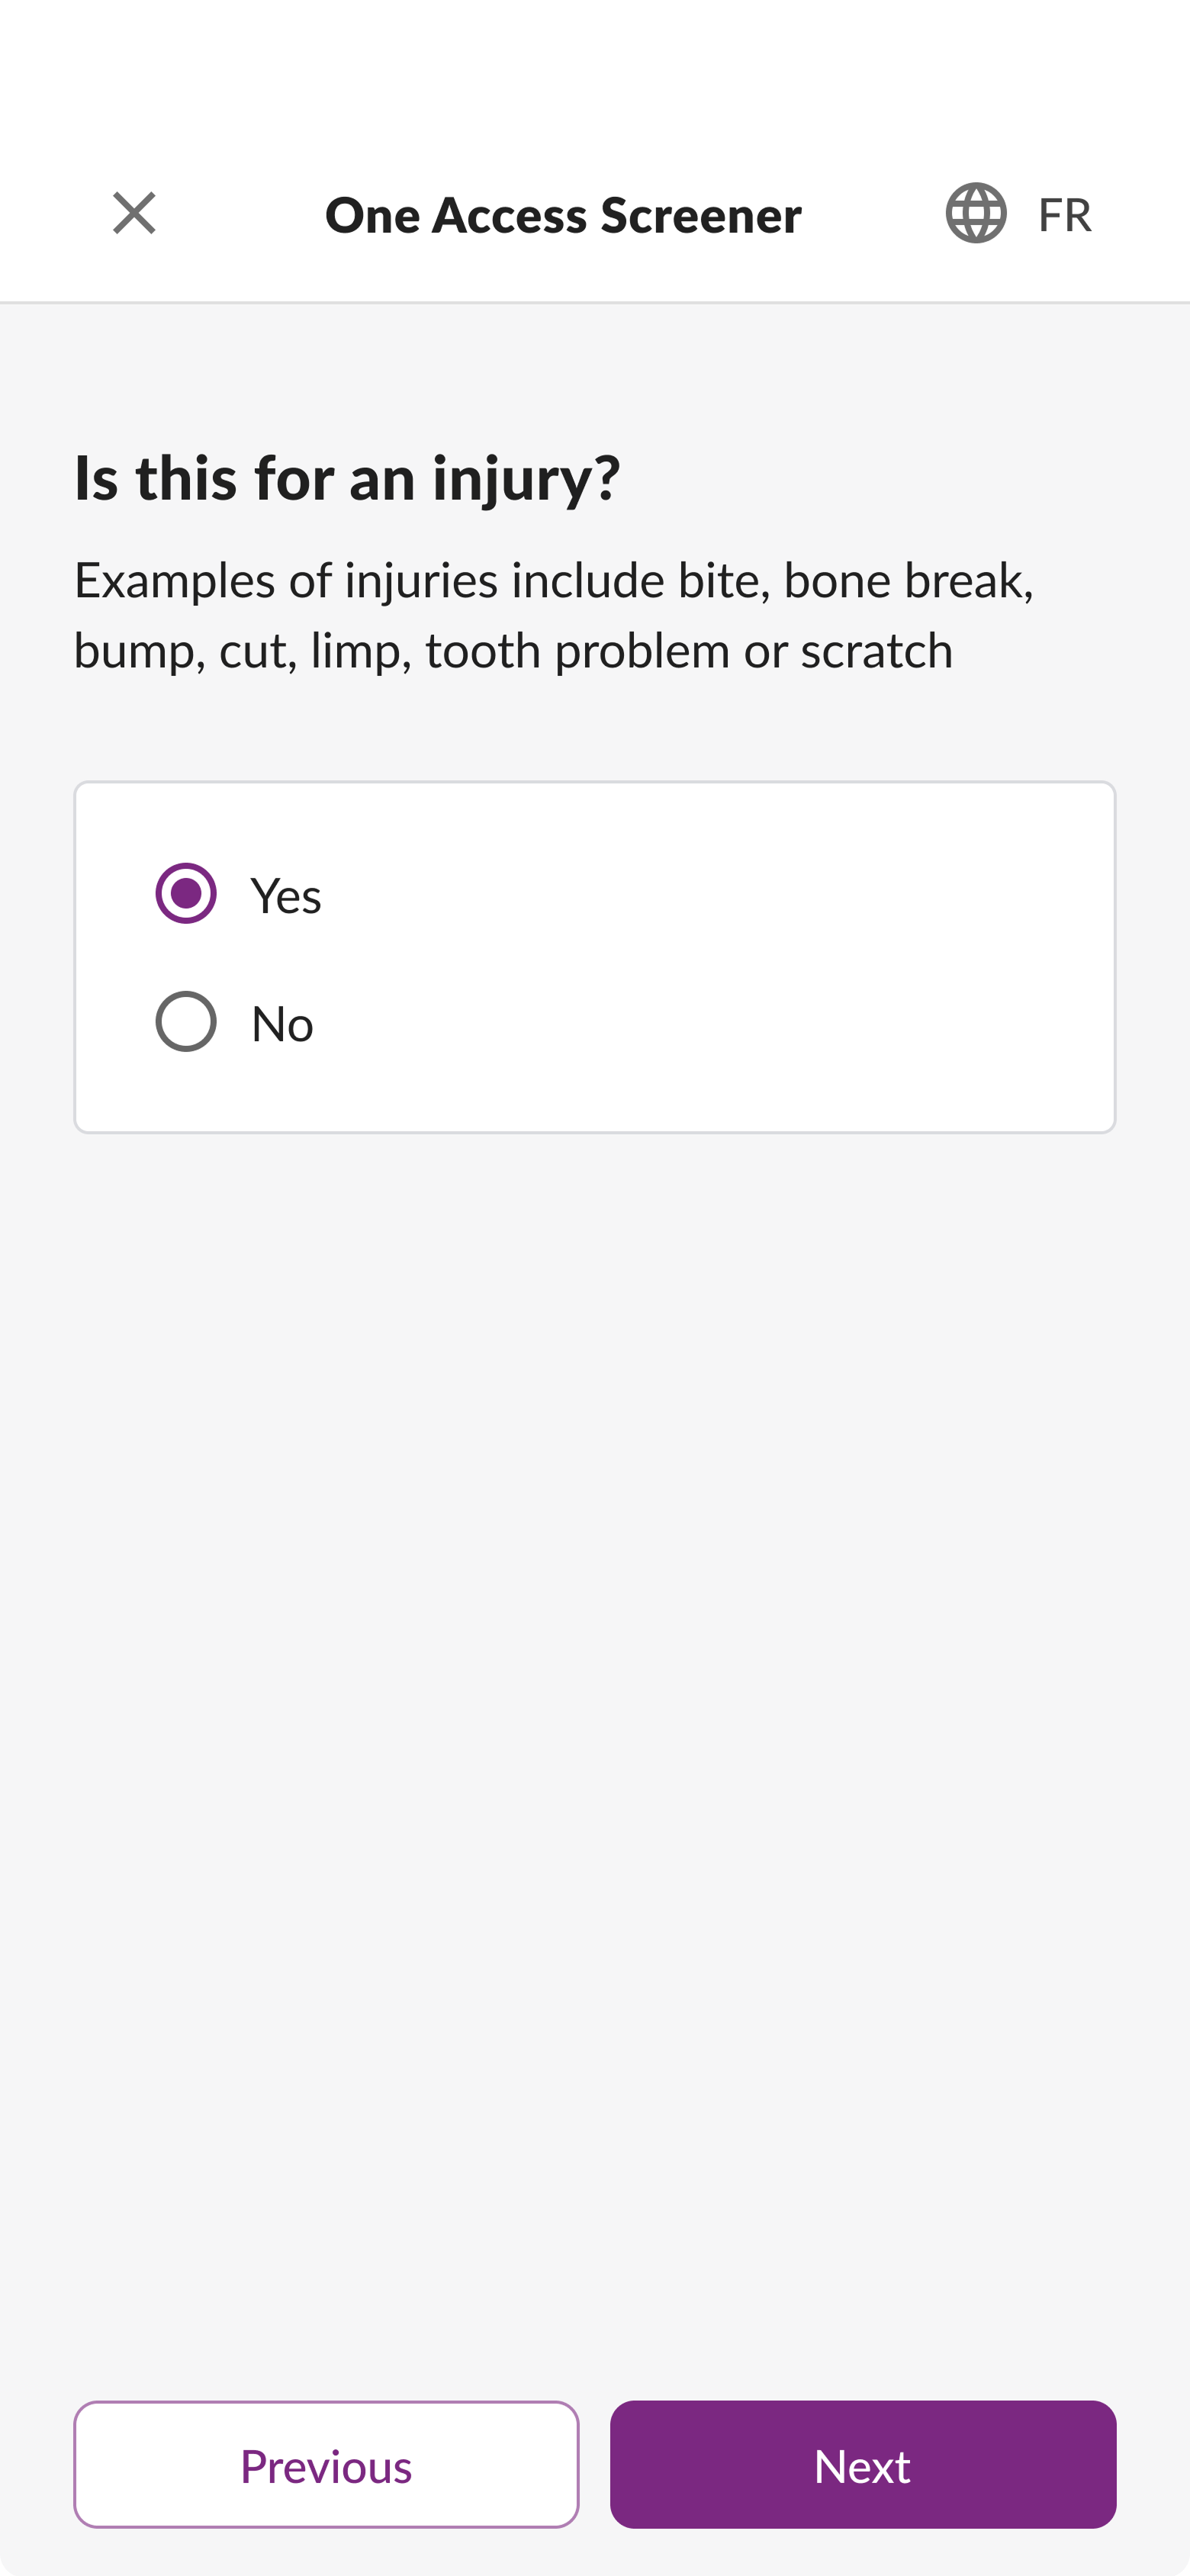 One Access Screener
FR
Is this for an injury?
Examples of injuries include bite, bone break,
bump, cut, limp, tooth problem or scratch
Yes
No
Previous
Next